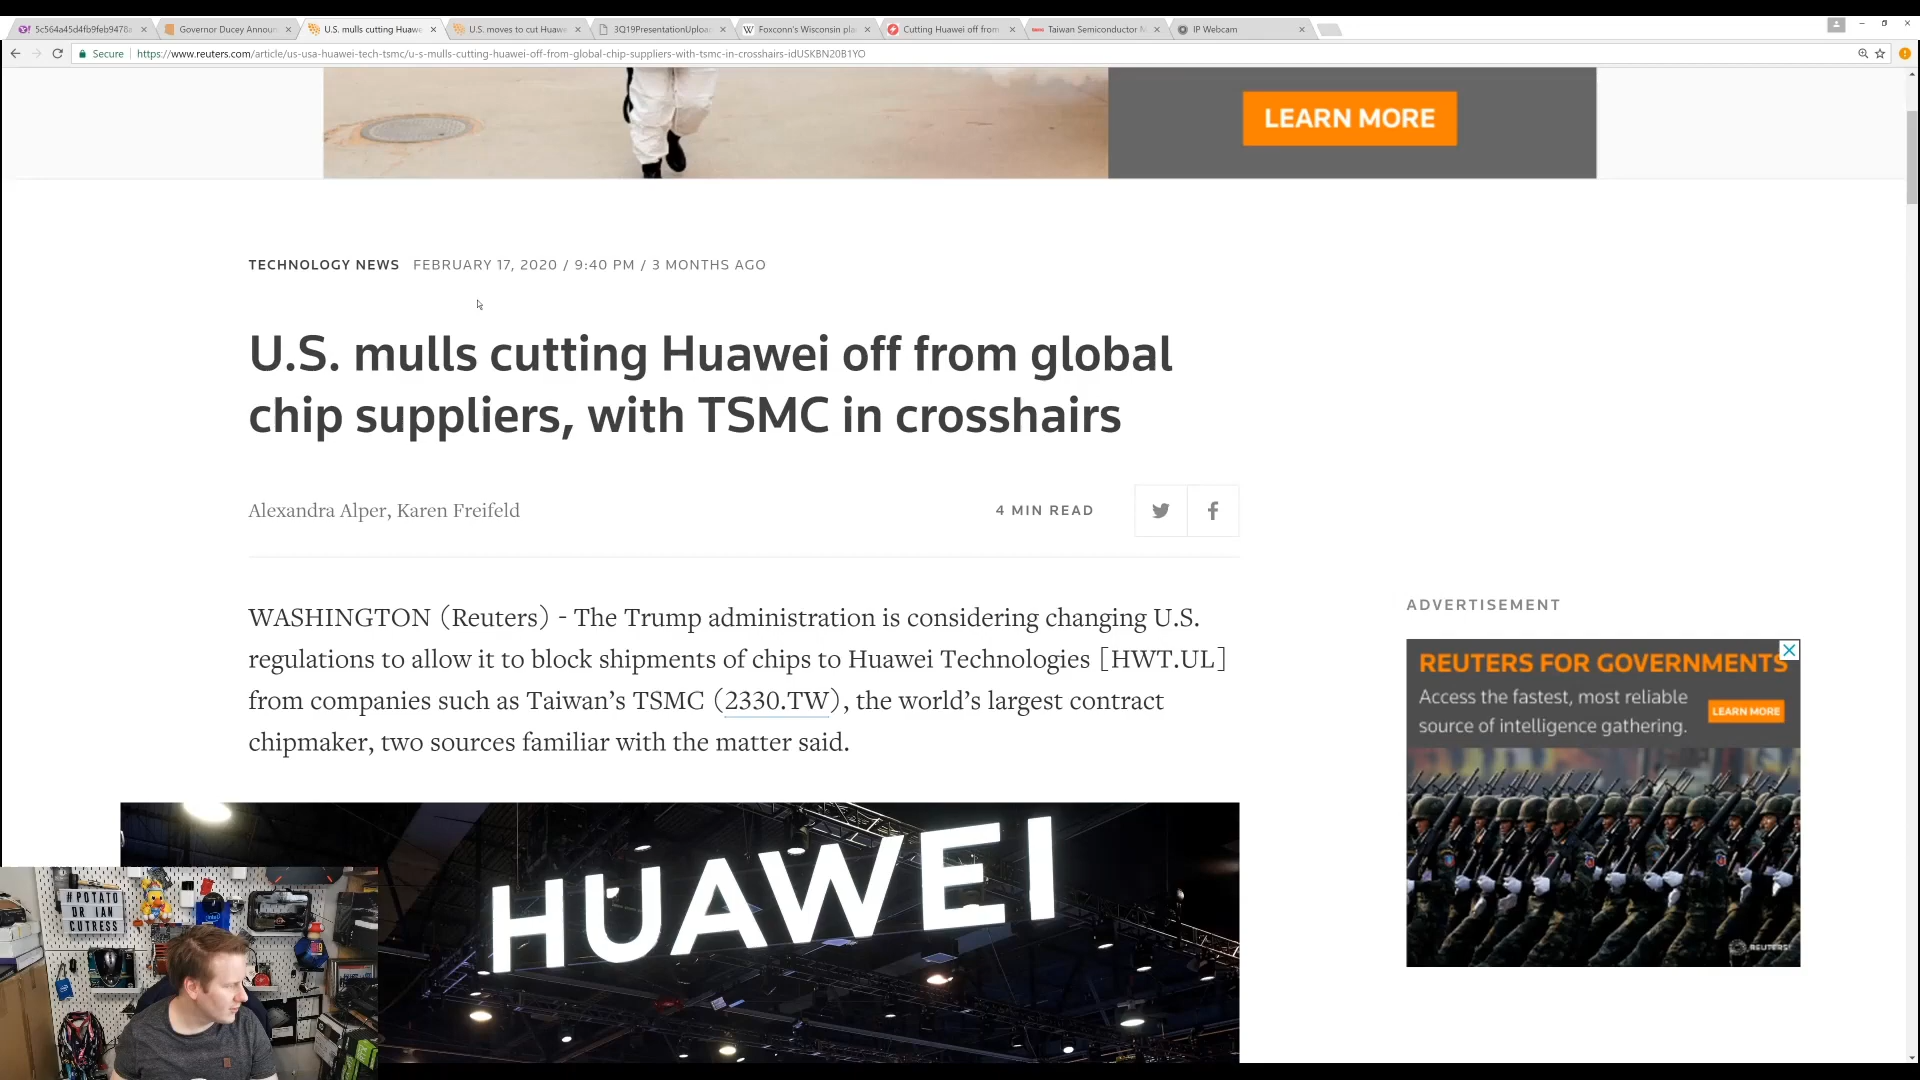 5c564a45d4fb9feb9478a
Governor Ducey Announ
U.S. mulls cutting Huawe
U.S. moves to cut Huawe
3Q19PresentationUploa
Foxconn's Wisconsin pla
Cutting Huawei off from
Taiwan Semiconductor M
IP Webcam
Secure
https://www.reuters.com/article/us-usa-huawei-tech-tsmc/u-s-mulls-cutting-huawei-off-from-global-chip-suppliers-with-tsmc-in-crosshairs-idUSKBN20B1YO
LEARN MORE
TECHNOLOGY NEWS FEBRUARY 17, 2020 / 9:40 PM / 3 MONTHS AGO
U.S. mulls cutting Huawei off from global
chip suppliers, with TSMC in crosshairs
Alexandra Alper, Karen Freifeld
4 MIN READ
WASHINGTON (Reuters) - The Trump administration is considering changing U.S.
regulations to allow it to block shipments of chips to Huawei Technologies [HWT.UL]
from companies such as Taiwan’s TSMC (2330.TW), the world’s largest contract
chipmaker, two sources familiar with the matter said.
ADVERTISEMENT
REUTERS FOR GOVERNMENTS
Access the fastest, most reliable
source of intelligence gathering.
LEARN MORE
REUTERS
HUAWEI
#POTATO
DR IAN
CUTRESS
intel